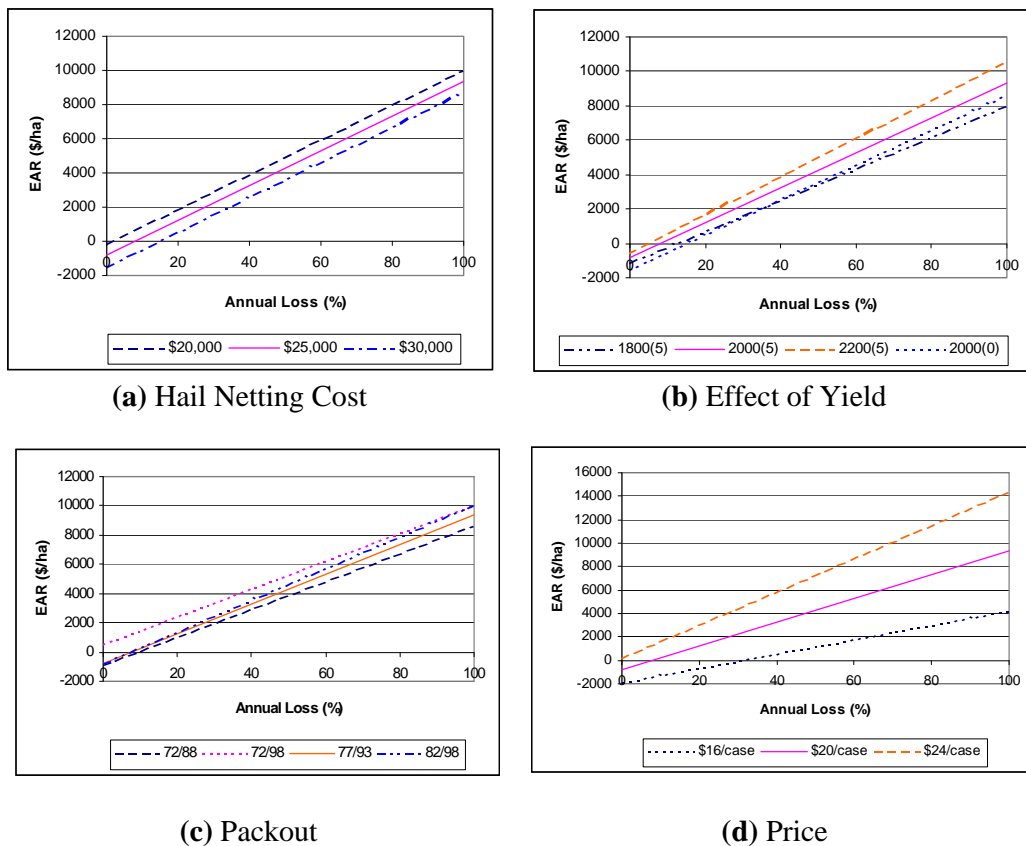 12000
10000
8000
6000
4000
2000
0
-2000
EAR ($/ha)
0 20 40 60 80 100
Annual Loss (%)
$20,000 $25,000 $30,000
(a) Hail Netting Cost
12000
10000
8000
6000
4000
2000
0
-2000
EAR ($/ha)
0 20 40 60 80 100
Annual Loss (%)
1800(5) 2000(5) 2200(5) 2000(0)
(b) Effect of Yield
12000
10000
8000
6000
4000
2000
0
-2000
EAR ($/ha)
0 20 40 60 80 100
Annual Loss (%)
72/88 72/98 77/93 82/98
(c) Packout
16000
14000
12000
10000
8000
6000
4000
2000
0
-2000
EAR ($/ha)
0 20 40 60 80 100
Annual Loss (%)
$16/case $20/case $24/case
(d) Price